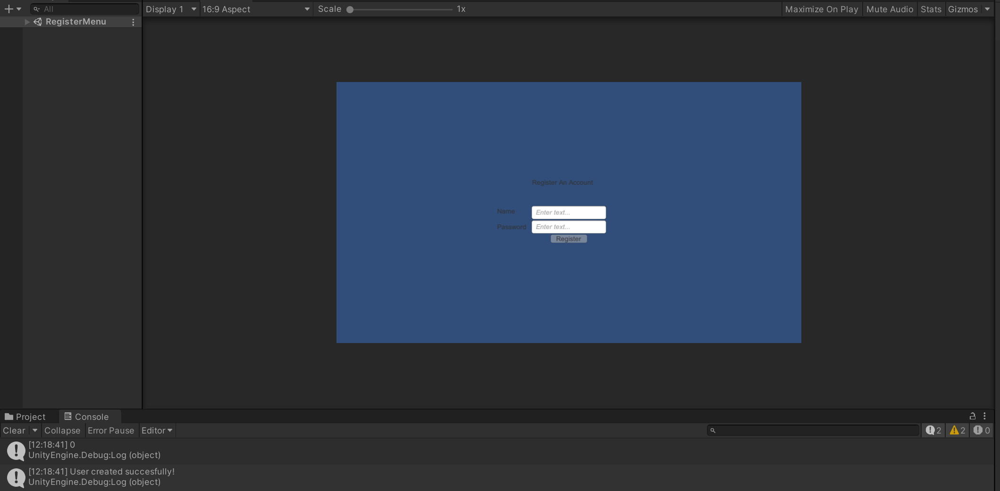 All
Display 1
16:9 Aspect
Scale
1x
Maximize On Play
Mute Audio
Stats
Gizmos
RegisterMenu
Register An Account
Name
Enter text...
Password
Enter text...
Register
Project
Console
Clear
Collapse
Error Pause
Editor
2
2
0
[12:18:41] 0
UnityEngine.Debug:Log (object)
[12:18:41] User created succesfully!
UnityEngine.Debug:Log (object)